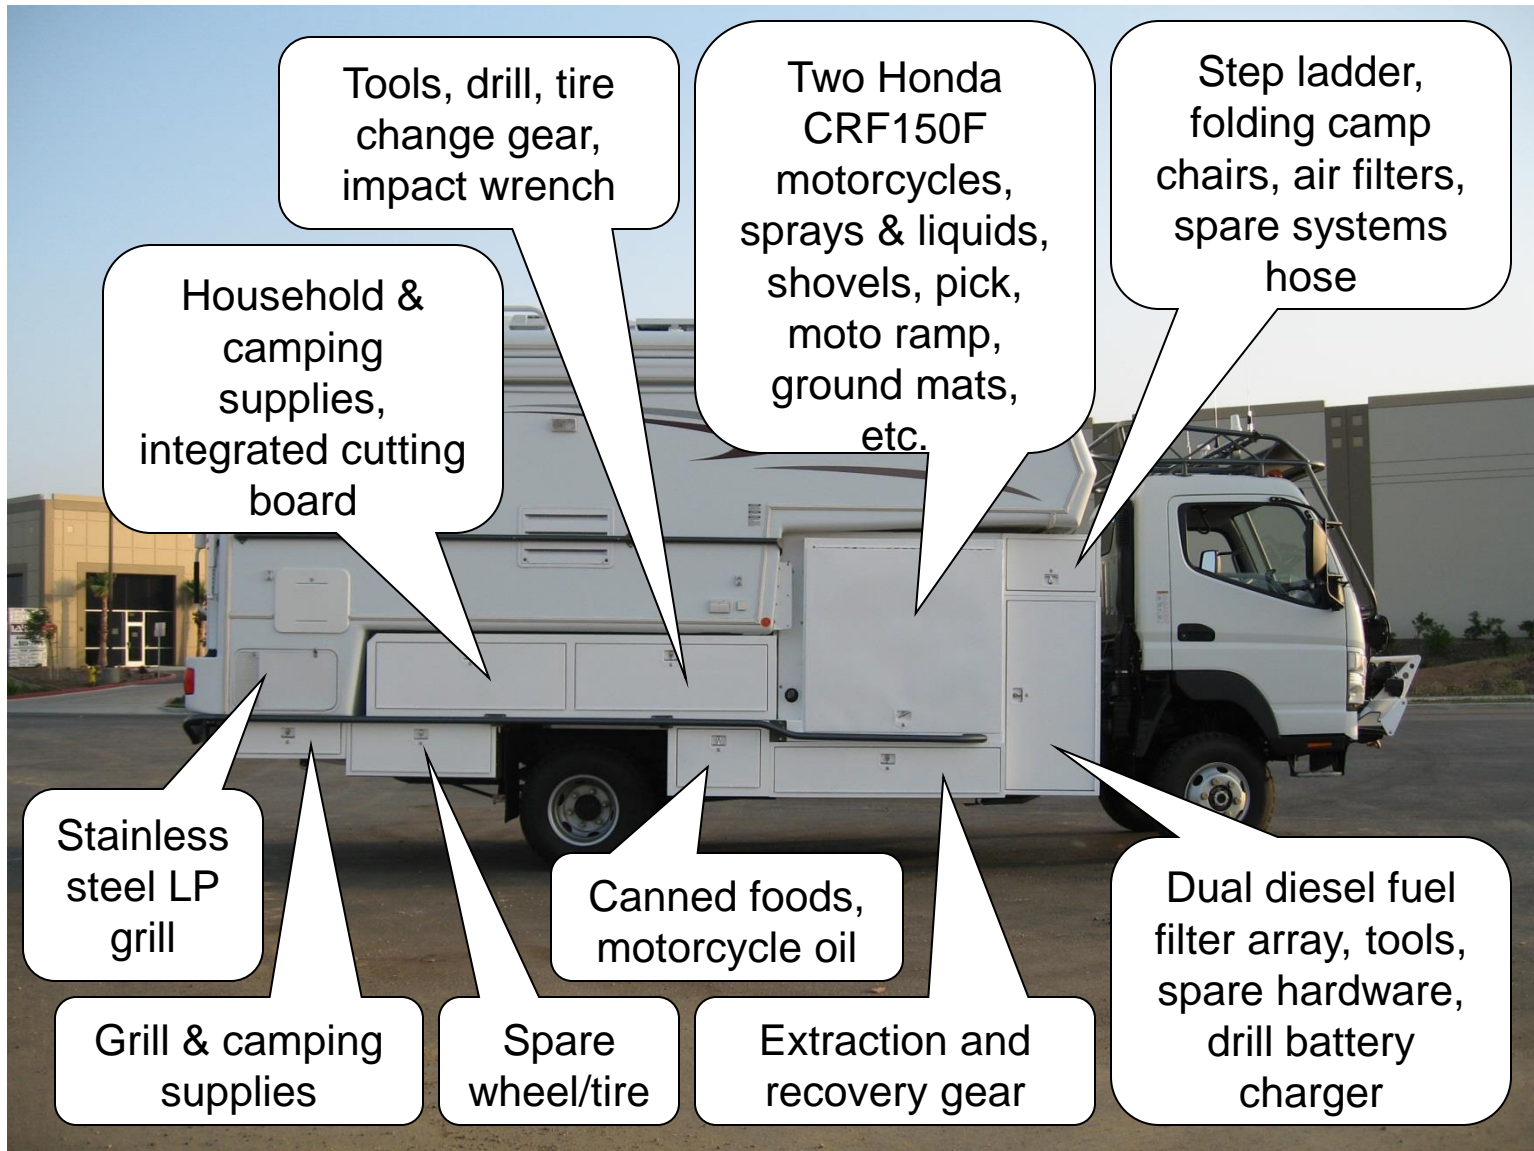 Tools, drill, tire
change gear,
impact wrench
Two Honda
CRF150F
motorcycles,
sprays & liquids,
shovels, pick,
moto ramp,
ground mats,
etc.
Step ladder,
folding camp
chairs, air filters,
spare systems
hose
Household &
camping
supplies,
integrated cutting
board
Stainless
steel LP
grill
Canned foods,
motorcycle oil
Dual diesel fuel
filter array, tools,
spare hardware,
drill battery
charger
Grill & camping
supplies
Spare
wheel/tire
Extraction and
recovery gear